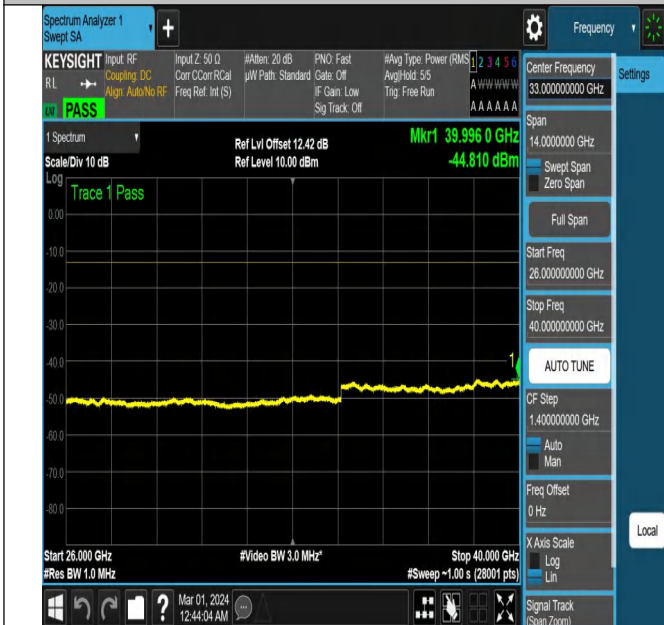 Spectrum Analyzer 1
Swept SA
Frequency
KEYSIGHT
RL
Input: RF
Coupling: DC
Align: Auto/No RF
Input Z: 50 Ω
Corr CCorr RCal
Freq Ref: Int (S)
#Atten: 20 dB
µW Path: Standard
PNO: Fast
Gate: Off
IF Gain: Low
Sig Track: Off
#Avg Type: Power (RMS
Avg|Hold: 5/5
Trig: Free Run
1 2 3 4 5 6
A W W W W W
A A A A A A
PASS
1 Spectrum
Scale/Div 10 dB
Log
Ref Lvl Offset 12.42 dB
Ref Level 10.00 dBm
Mkr1 39.996 0 GHz
-44.810 dBm
Trace 1 Pass
0.00
-10.0
-20.0
-30.0
-40.0
-50.0
-60.0
-70.0
-80.0
1
Start 26.000 GHz
#Res BW 1.0 MHz
#Video BW 3.0 MHz*
Stop 40.000 GHz
#Sweep ~1.00 s (28001 pts)
Mar 01, 2024
12:44:04 AM
Center Frequency
33.000000000 GHz
Settings
Span
14.0000000 GHz
Swept Span
Zero Span
Full Span
Start Freq
26.000000000 GHz
Stop Freq
40.000000000 GHz
AUTO TUNE
CF Step
1.400000000 GHz
Auto
Man
Freq Offset
0 Hz
X Axis Scale
Log
Lin
Local
Signal Track
(Span Zoom)